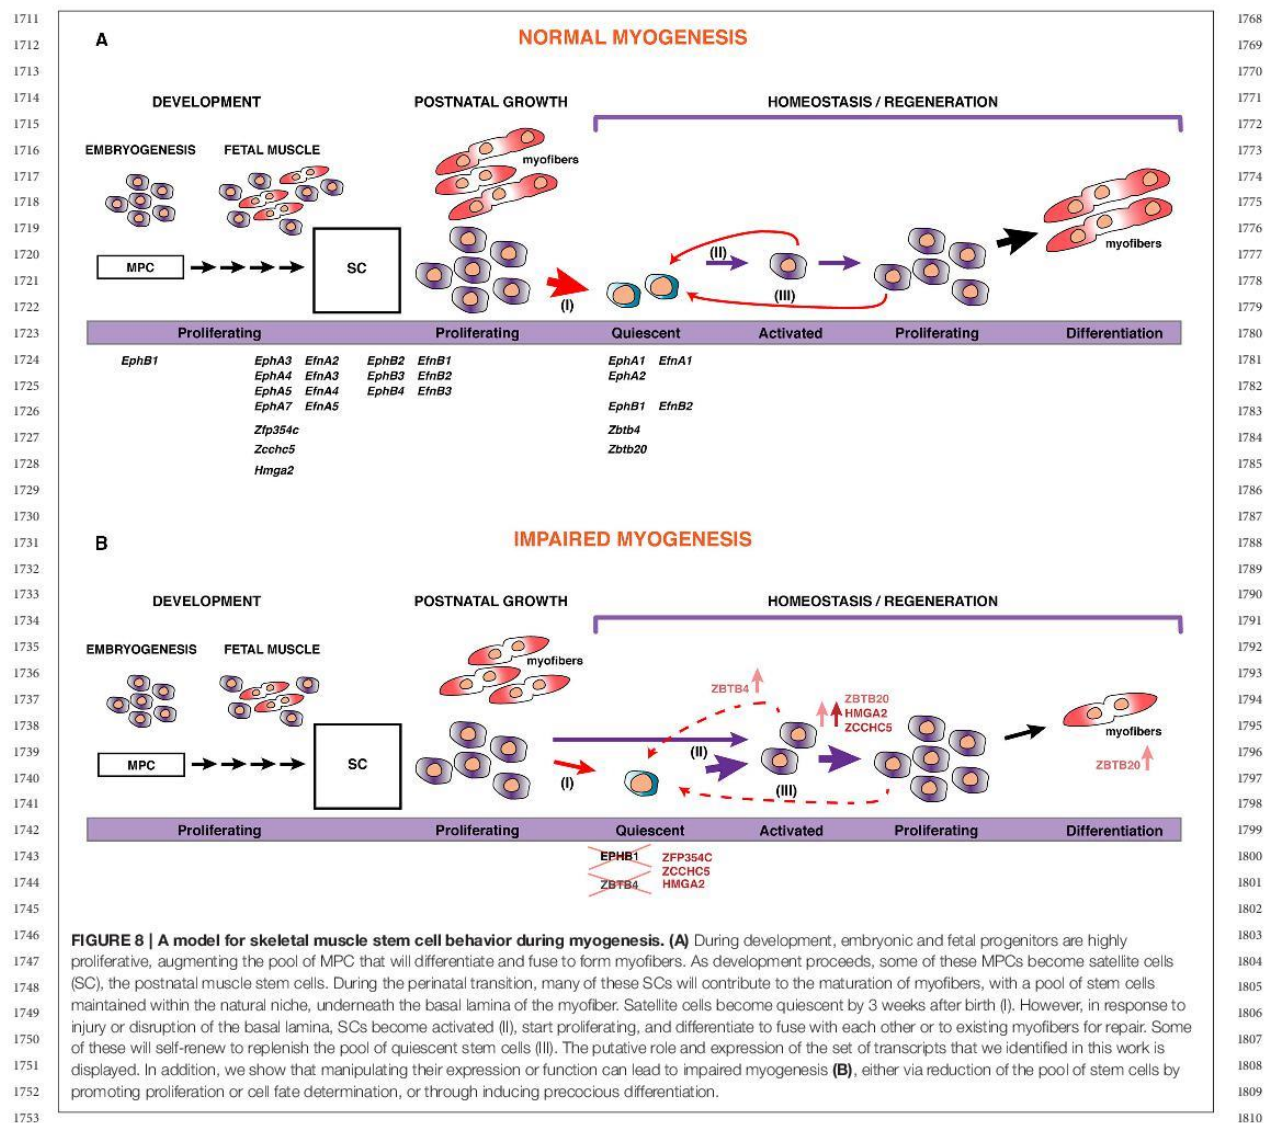 1711
1712
1713
1714
1715
1716
1717
1718
1719
1720
1721
1722
1723
1724
1725
1726
1727
1728
1729
1730
1731
1732
1733
1734
1735
1736
1737
1738
1739
1740
1741
1742
1743
1744
1745
1746
1747
1748
1749
1750
1751
1752
1753
A
NORMAL MYOGENESIS
DEVELOPMENT POSTNATAL GROWTH HOMEOSTASIS / REGENERATION
EMBRYOGENESIS FETAL MUSCLE
myofibers
myofibers
MPC
SC
(I)
(II)
(III)
Proliferating Proliferating Quiescent Activated Proliferating Differentiation
EphB1 EphA3 EfnA2 EphB2 EfnB1 EphA1 EfnA1
EphA4 EfnA3 EphB3 EfnB2 EphA2
EphA5 EfnA4 EphB4 EfnB3
EphA7 EfnA5 EphB1 EfnB2
Zfp354c Zbtb4
Zcchc5 Zbtb20
Hmga2
B
IMPAIRED MYOGENESIS
DEVELOPMENT POSTNATAL GROWTH HOMEOSTASIS / REGENERATION
EMBRYOGENESIS FETAL MUSCLE
myofibers
ZBTB4
ZBTB20
HMGA2
ZCCHC5
myofibers
ZBTB20
MPC
SC
(I)
(II)
(III)
Proliferating Proliferating Quiescent Activated Proliferating Differentiation
EPHB1 ZFP354C
ZCCHC5
ZBTB4 HMGA2
FIGURE 8 | A model for skeletal muscle stem cell behavior during myogenesis. (A) During development, embryonic and fetal progenitors are highly
proliferative, augmenting the pool of MPC that will differentiate and fuse to form myofibers. As development proceeds, some of these MPCs become satellite cells
(SC), the postnatal muscle stem cells. During the perinatal transition, many of these SCs will contribute to the maturation of myofibers, with a pool of stem cells
maintained within the natural niche, underneath the basal lamina of the myofiber. Satellite cells become quiescent by 3 weeks after birth (I). However, in response to
injury or disruption of the basal lamina, SCs become activated (II), start proliferating, and differentiate to fuse with each other or to existing myofibers for repair. Some
of these will self-renew to replenish the pool of quiescent stem cells (III). The putative role and expression of the set of transcripts that we identified in this work is
displayed. In addition, we show that manipulating their expression or function can lead to impaired myogenesis (B), either via reduction of the pool of stem cells by
promoting proliferation or cell fate determination, or through inducing precocious differentiation.
1768
1769
1770
1771
1772
1773
1774
1775
1776
1777
1778
1779
1780
1781
1782
1783
1784
1785
1786
1787
1788
1789
1790
1791
1792
1793
1794
1795
1796
1797
1798
1799
1800
1801
1802
1803
1804
1805
1806
1807
1808
1809
1810